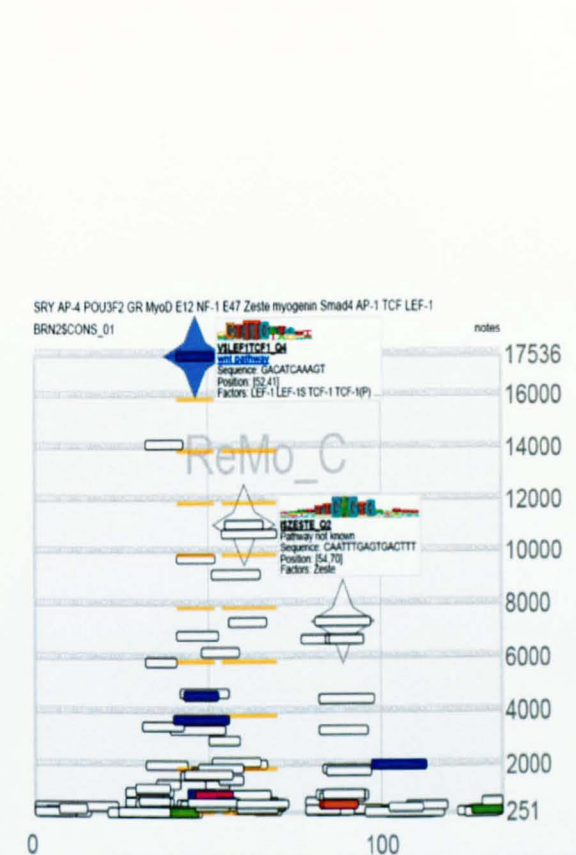 SRY AP-4 POU3F2 GR MyoD E12 NF-1 E47 Zeste myogenin Smad4 AP-1 TCF LEF-1
BRN2$CONS_01
notes
V$LEF1TCF1_Q4
wnt pathway
Sequence: GACATCAAAGT
Position: [52,41]
Factors: LEF-1 LEF-1S TCF-1 TCF-1(P)
17536
16000
14000
ReMo_C
12000
I$ZESTE_Q2
Pathway not known
Sequence: CAATTTGAGTGACTTT
Position: [54,70]
Factors: Zeste
10000
8000
6000
4000
2000
251
0
100